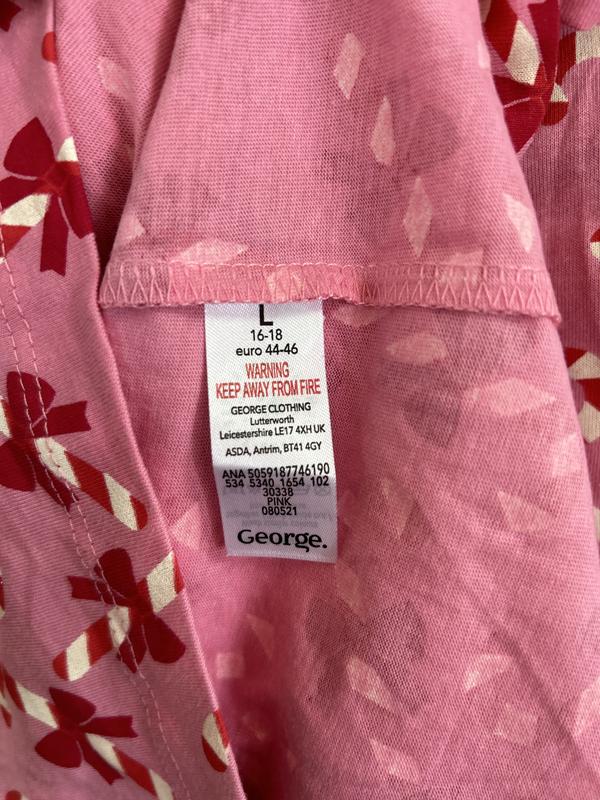 L
16-18
euro 44-46
WARNING
KEEP AWAY FROM FIRE
GEORGE CLOTHING
Lutterworth
Leicestershire LE17 4XH UK
ASDA, Antrim, BT41 4GY
ANA 5059187746190
534 5340 1654 102
30338
PINK
080521
George.